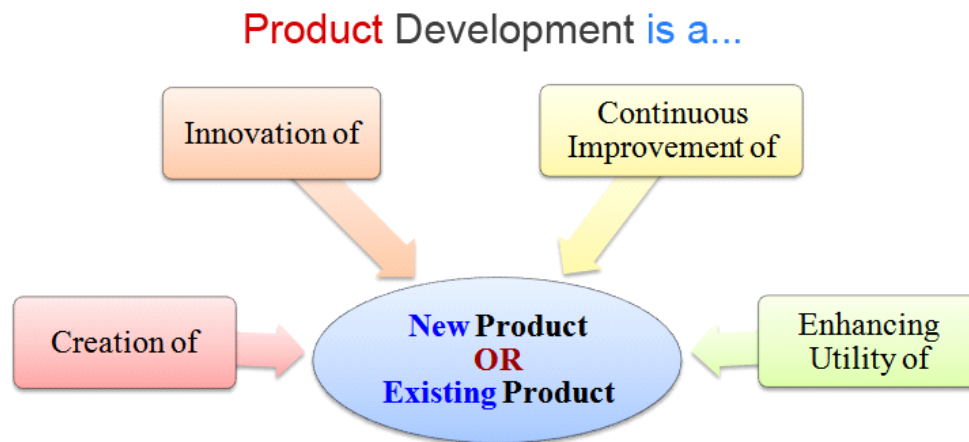 Product Development is a...
Innovation of
Continuous
Improvement of
Creation of
New Product
OR
Existing Product
Enhancing
Utility of